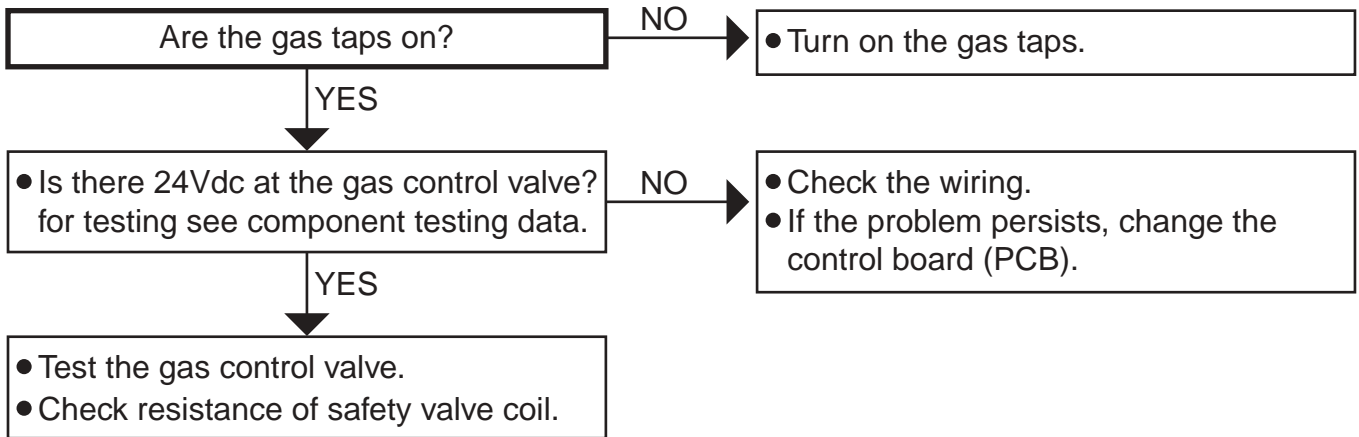 Are the gas taps on?
NO
● Turn on the gas taps.
YES
● Is there 24Vdc at the gas control valve?
for testing see component testing data.
NO
● Check the wiring.
● If the problem persists, change the
control board (PCB).
YES
● Test the gas control valve.
● Check resistance of safety valve coil.